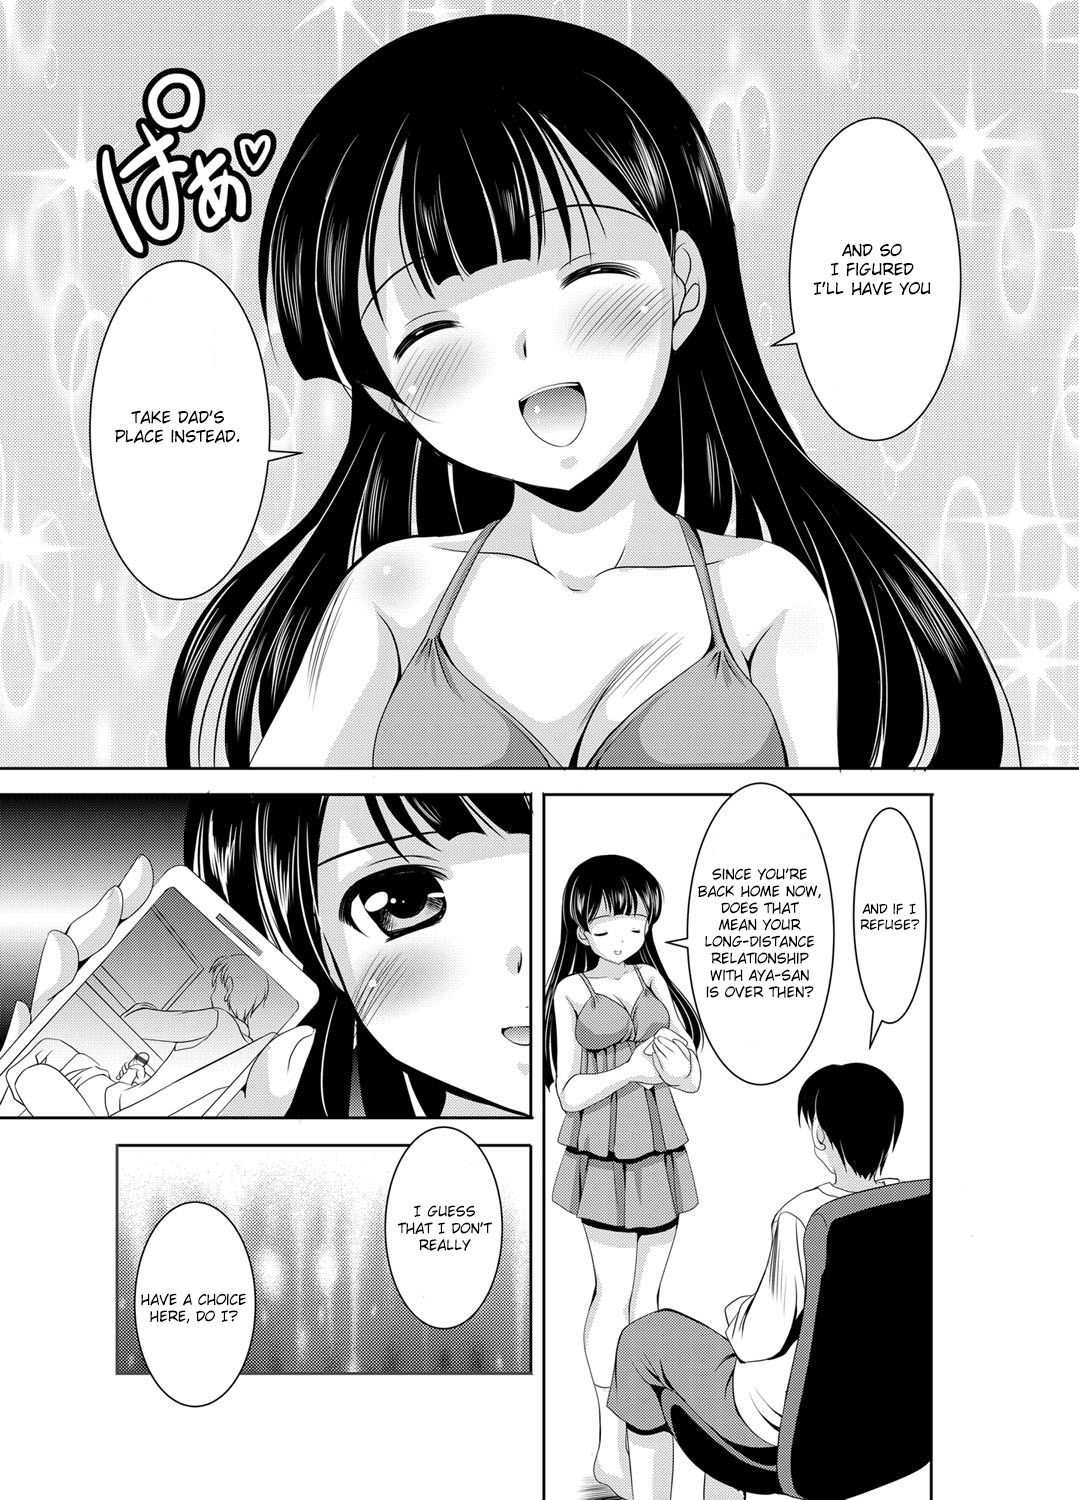 ぱぁ♡
AND SO
I FIGURED
I'LL HAVE YOU
TAKE DAD'S
PLACE INSTEAD.
AND IF I
REFUSE?
SINCE YOU'RE
BACK HOME NOW,
DOES THAT
MEAN YOUR
LONG-DISTANCE
RELATIONSHIP
WITH AYA-SAN
IS OVER THEN?
I GUESS
THAT I DON'T
REALLY
HAVE A CHOICE
HERE, DO I?